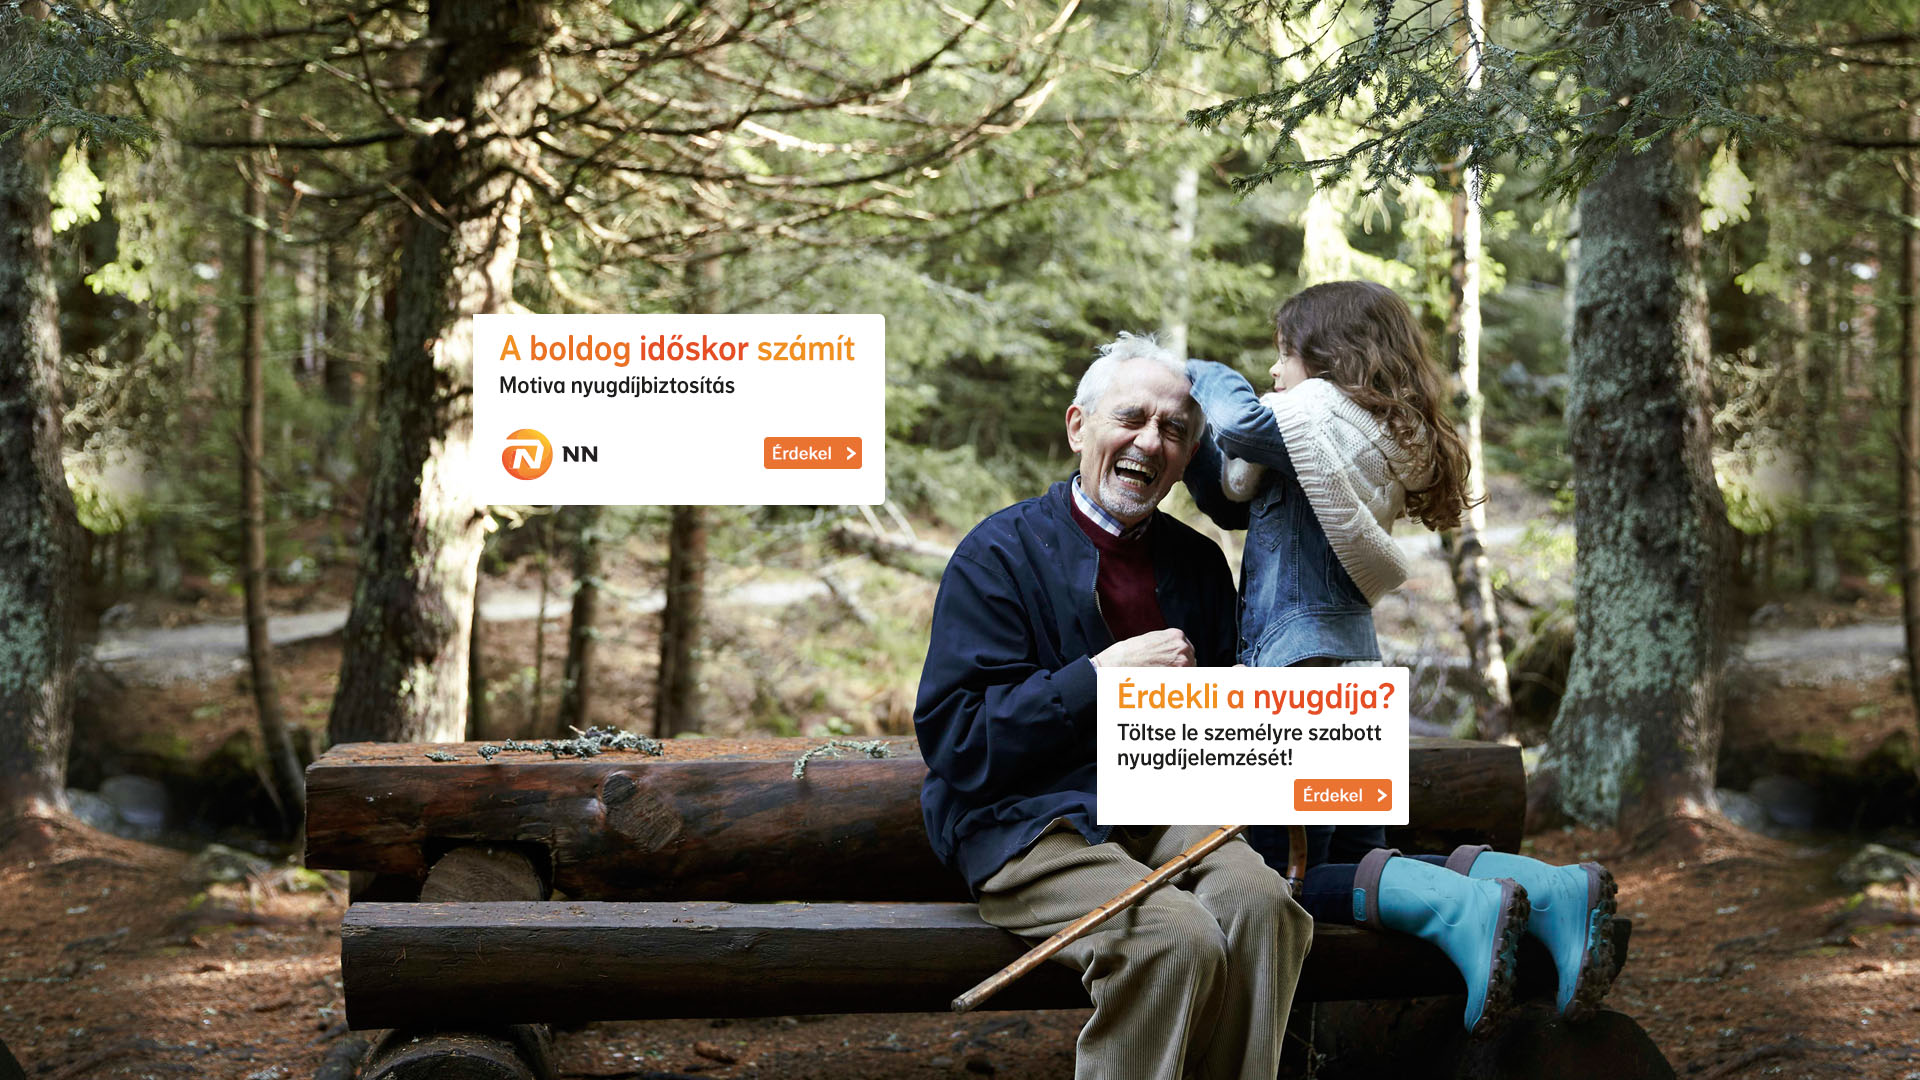 A boldog időskor számít
Motiva nyugdíjbiztosítás
NN
Érdekel
Érdekli a nyugdíja?
Töltse le személyre szabott
nyugdíjelemzését!
Érdekel